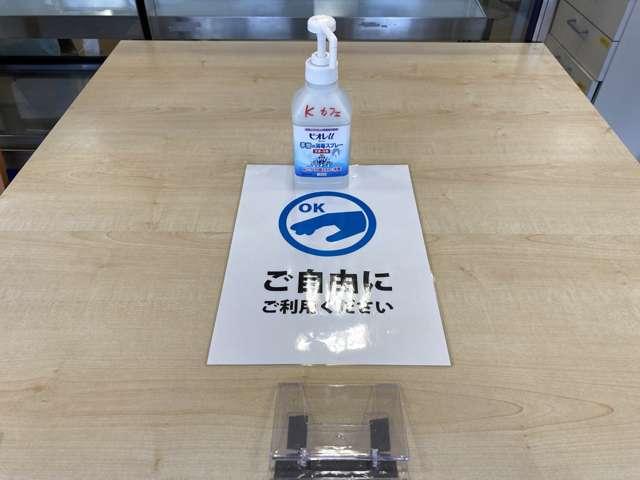 K カフェ
ビオレu
手指の消毒スプレー
OK
ご自由に
ご利用ください